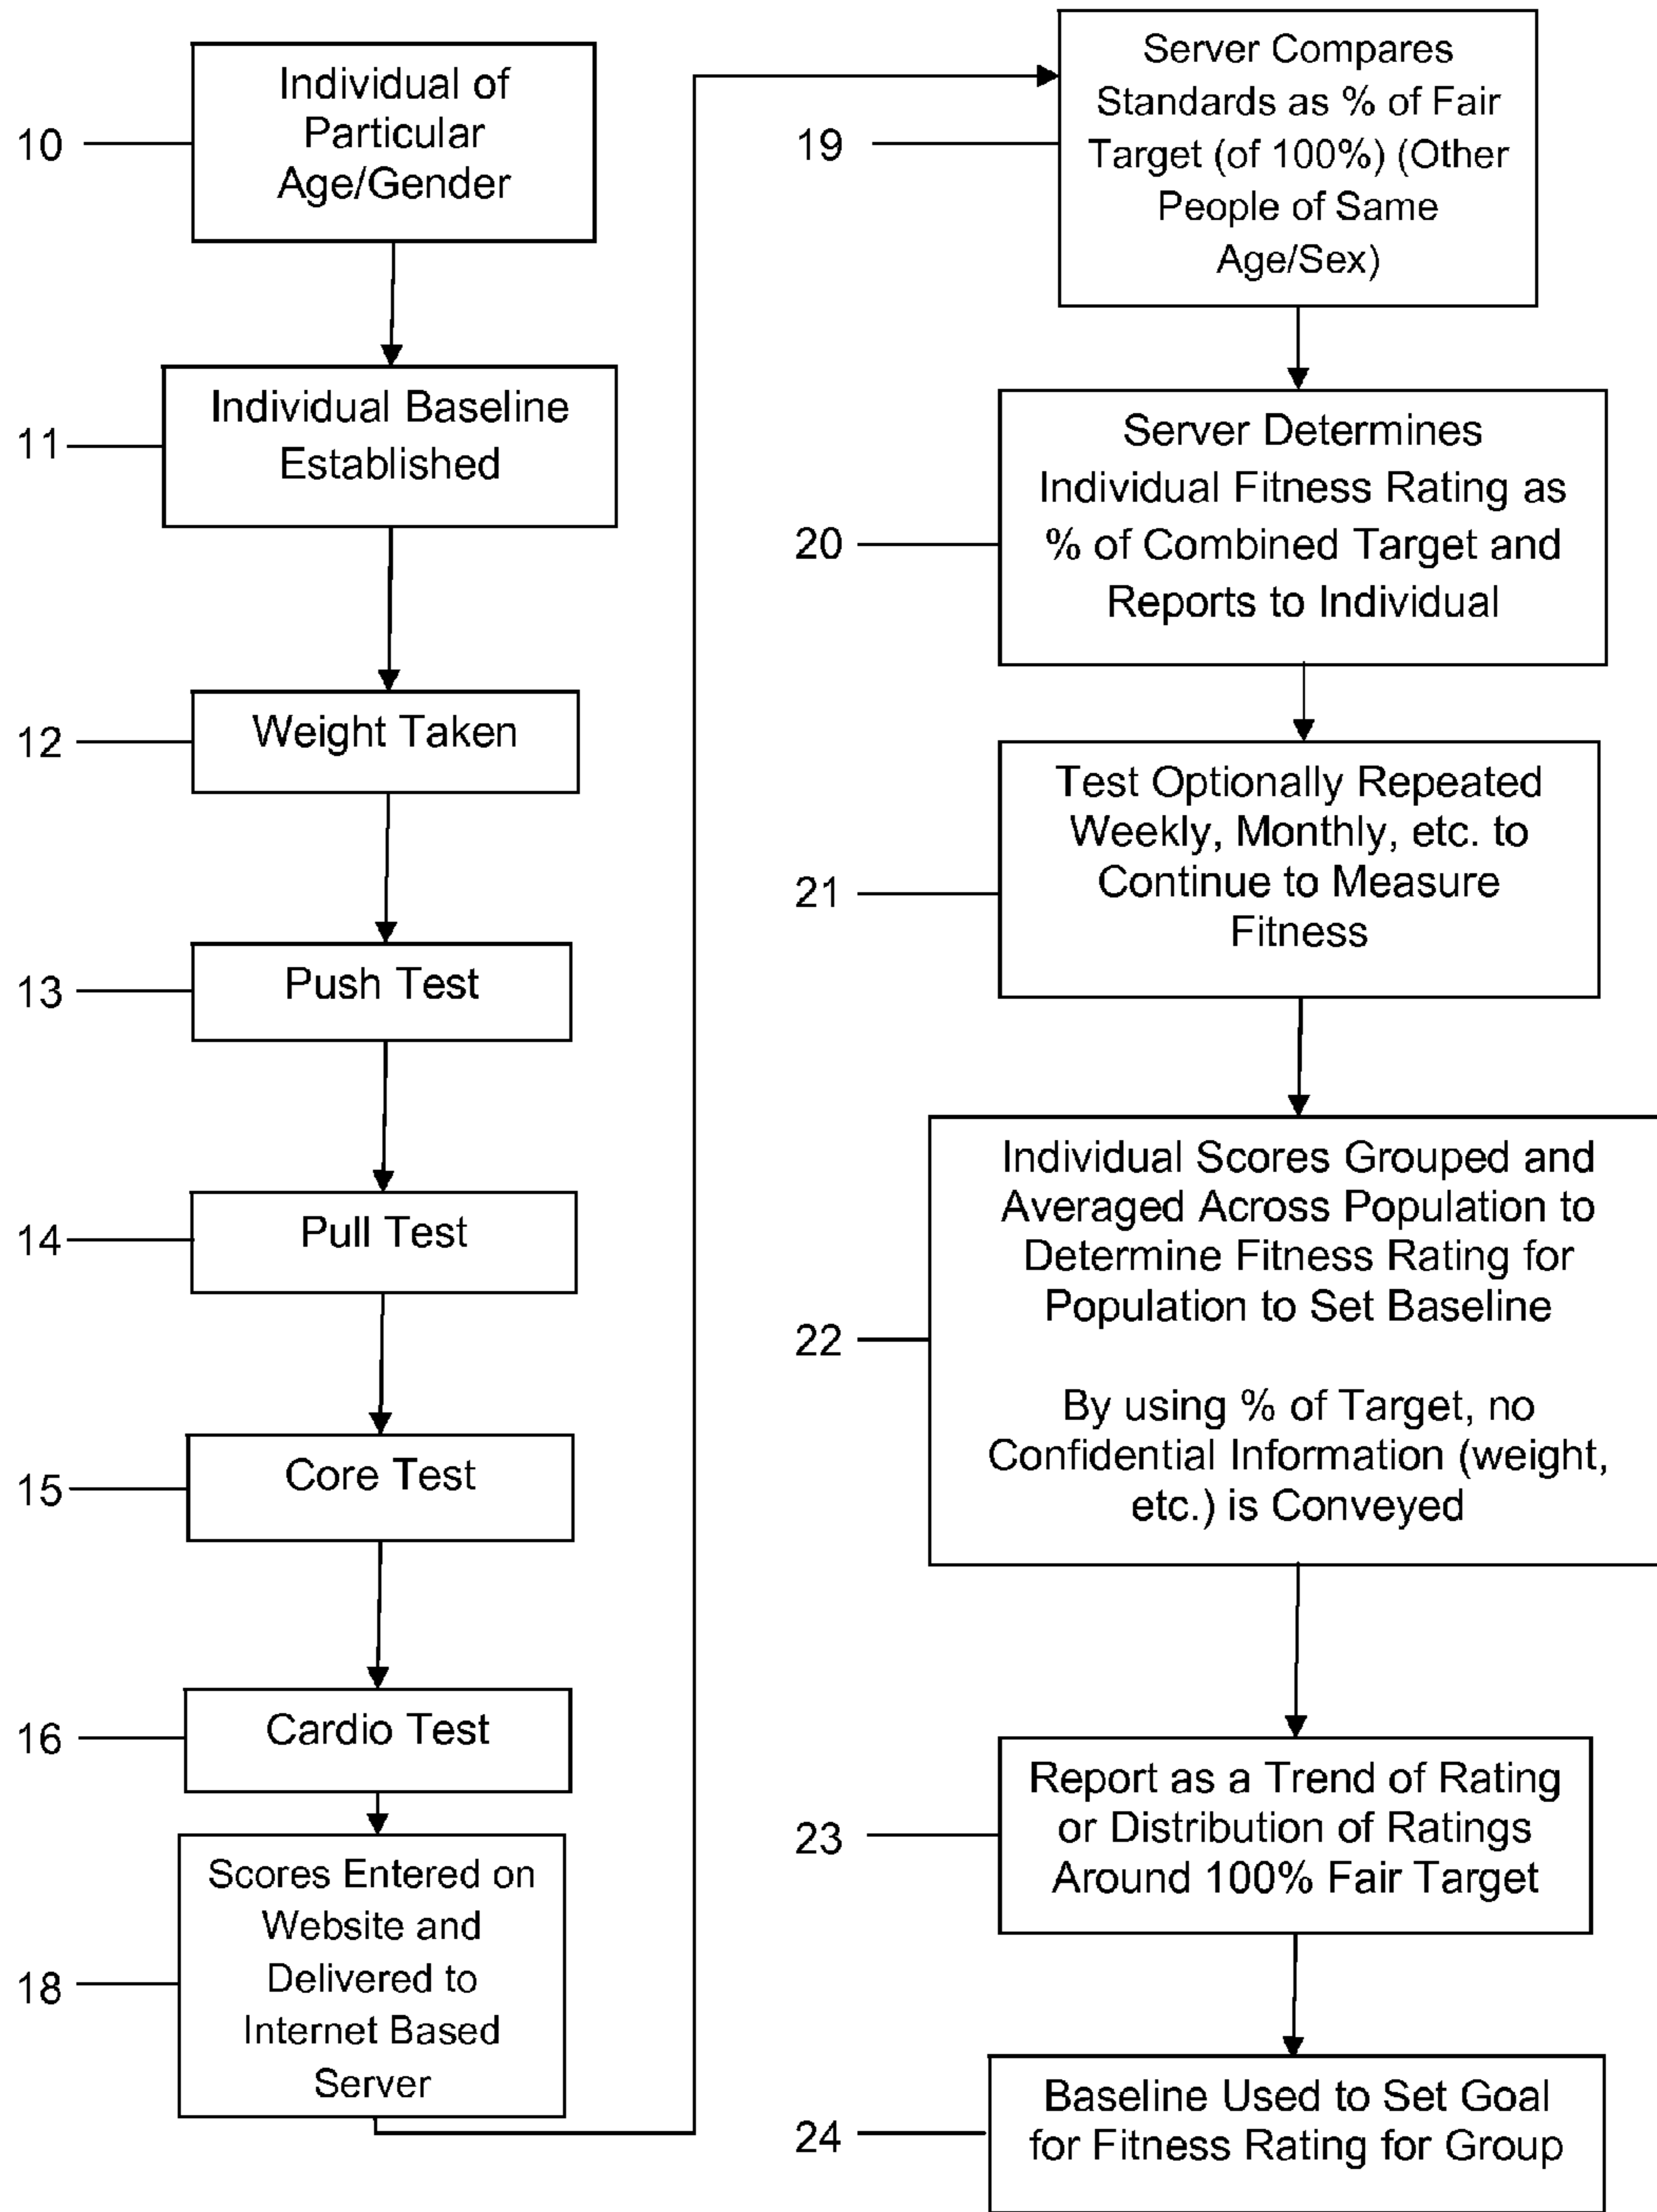 10
Individual of
Particular
Age/Gender
11
Individual Baseline
Established
12
Weight Taken
13
Push Test
14
Pull Test
15
Core Test
16
Cardio Test
18
Scores Entered on
Website and
Delivered to
Internet Based
Server
19
Server Compares
Standards as % of Fair
Target (of 100%) (Other
People of Same
Age/Sex)
20
Server Determines
Individual Fitness Rating as
% of Combined Target and
Reports to Individual
21
Test Optionally Repeated
Weekly, Monthly, etc. to
Continue to Measure
Fitness
22
Individual Scores Grouped and
Averaged Across Population to
Determine Fitness Rating for
Population to Set Baseline
By using % of Target, no
Confidential Information (weight,
etc.) is Conveyed
23
Report as a Trend of Rating
or Distribution of Ratings
Around 100% Fair Target
24
Baseline Used to Set Goal
for Fitness Rating for Group